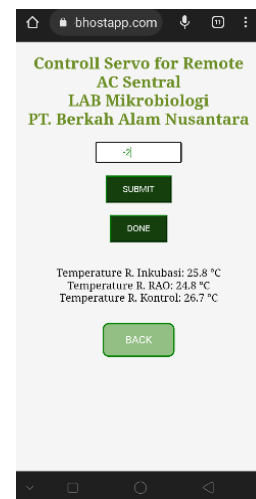 bhostapp.com
11
Controll Servo for Remote
AC Sentral
LAB Mikrobiologi
PT. Berkah Alam Nusantara
SUBMIT
DONE
Temperature R. Inkubasi: 25.8 °C
Temperature R. RAO: 24.8 °C
Temperature R. Kontrol: 26.7 °C
BACK